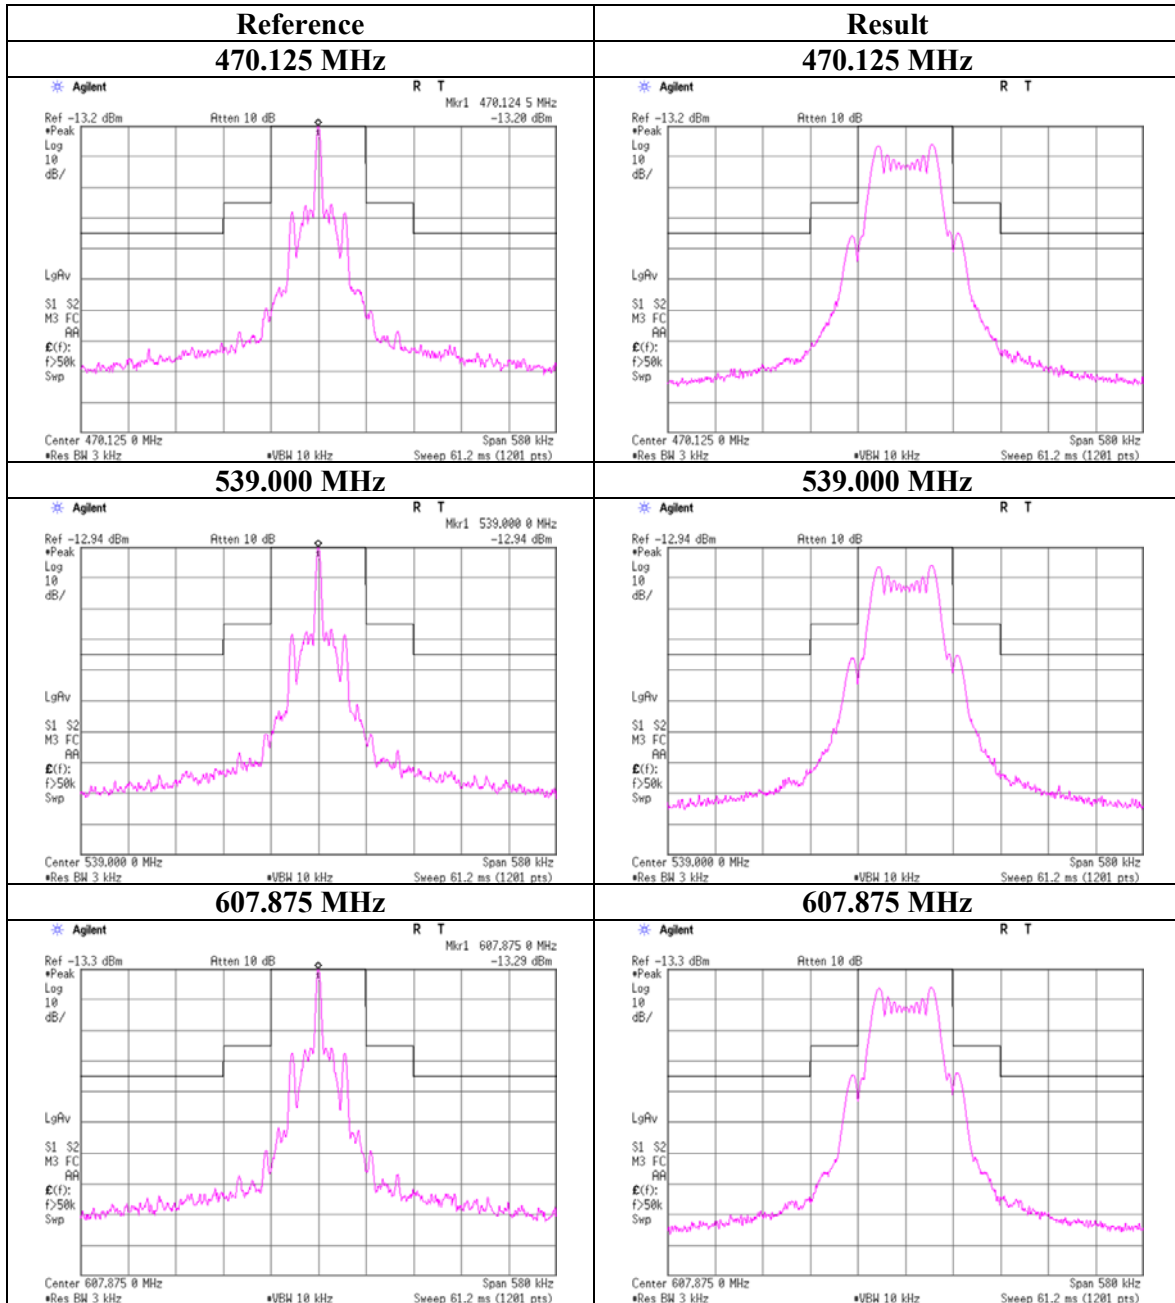 Reference Result
470.125 MHz 470.125 MHz
Agilent R T
Mkr1 470.124 5 MHz
Ref -13.2 dBm Atten 10 dB -13.20 dBm
*Peak
Log
10
dB/
LgAv
S1 S2
M3 FC
AA
£(f):
f>50k
Swp
Center 470.125 0 MHz Span 580 kHz
*Res BW 3 kHz *VBW 10 kHz Sweep 61.2 ms (1201 pts)
Agilent R T
Ref -13.2 dBm Atten 10 dB
*Peak
Log
10
dB/
LgAv
S1 S2
M3 FC
AA
£(f):
f>50k
Swp
Center 470.125 0 MHz Span 580 kHz
*Res BW 3 kHz *VBW 10 kHz Sweep 61.2 ms (1201 pts)
539.000 MHz 539.000 MHz
Agilent R T
Mkr1 539.000 0 MHz
Ref -12.94 dBm Atten 10 dB -12.94 dBm
*Peak
Log
10
dB/
LgAv
S1 S2
M3 FC
AA
£(f):
f>50k
Swp
Center 539.000 0 MHz Span 580 kHz
*Res BW 3 kHz *VBW 10 kHz Sweep 61.2 ms (1201 pts)
Agilent R T
Ref -12.94 dBm Atten 10 dB
*Peak
Log
10
dB/
LgAv
S1 S2
M3 FC
AA
£(f):
f>50k
Swp
Center 539.000 0 MHz Span 580 kHz
*Res BW 3 kHz *VBW 10 kHz Sweep 61.2 ms (1201 pts)
607.875 MHz 607.875 MHz
Agilent R T
Mkr1 607.875 0 MHz
Ref -13.3 dBm Atten 10 dB -13.29 dBm
*Peak
Log
10
dB/
LgAv
S1 S2
M3 FC
AA
£(f):
f>50k
Swp
Center 607.875 0 MHz Span 580 kHz
*Res BW 3 kHz *VBW 10 kHz Sweep 61.2 ms (1201 pts)
Agilent R T
Ref -13.3 dBm Atten 10 dB
*Peak
Log
10
dB/
LgAv
S1 S2
M3 FC
AA
£(f):
f>50k
Swp
Center 607.875 0 MHz Span 580 kHz
*Res BW 3 kHz *VBW 10 kHz Sweep 61.2 ms (1201 pts)